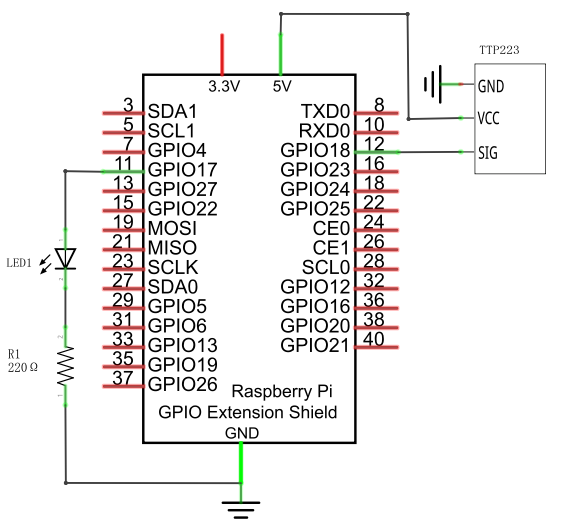 TTP223
3.3V 5V
GND
VCC
SIG
3 SDA1 TXD0 8
5 SCL1 RXD0 10
7 GPIO4 GPIO18 12
11 GPIO17 GPIO23 16
13 GPIO27 GPIO24 18
15 GPIO22 GPIO25 22
19 MOSI CE0 24
21 MISO CE1 26
23 SCLK SCL0 28
27 SDA0 GPIO12 32
29 GPIO5 GPIO16 36
31 GPIO6 GPIO20 38
33 GPIO13 GPIO21 40
35 GPIO19
37 GPIO26
LED1
R1
220 Ω
Raspberry Pi
GPIO Extension Shield
GND